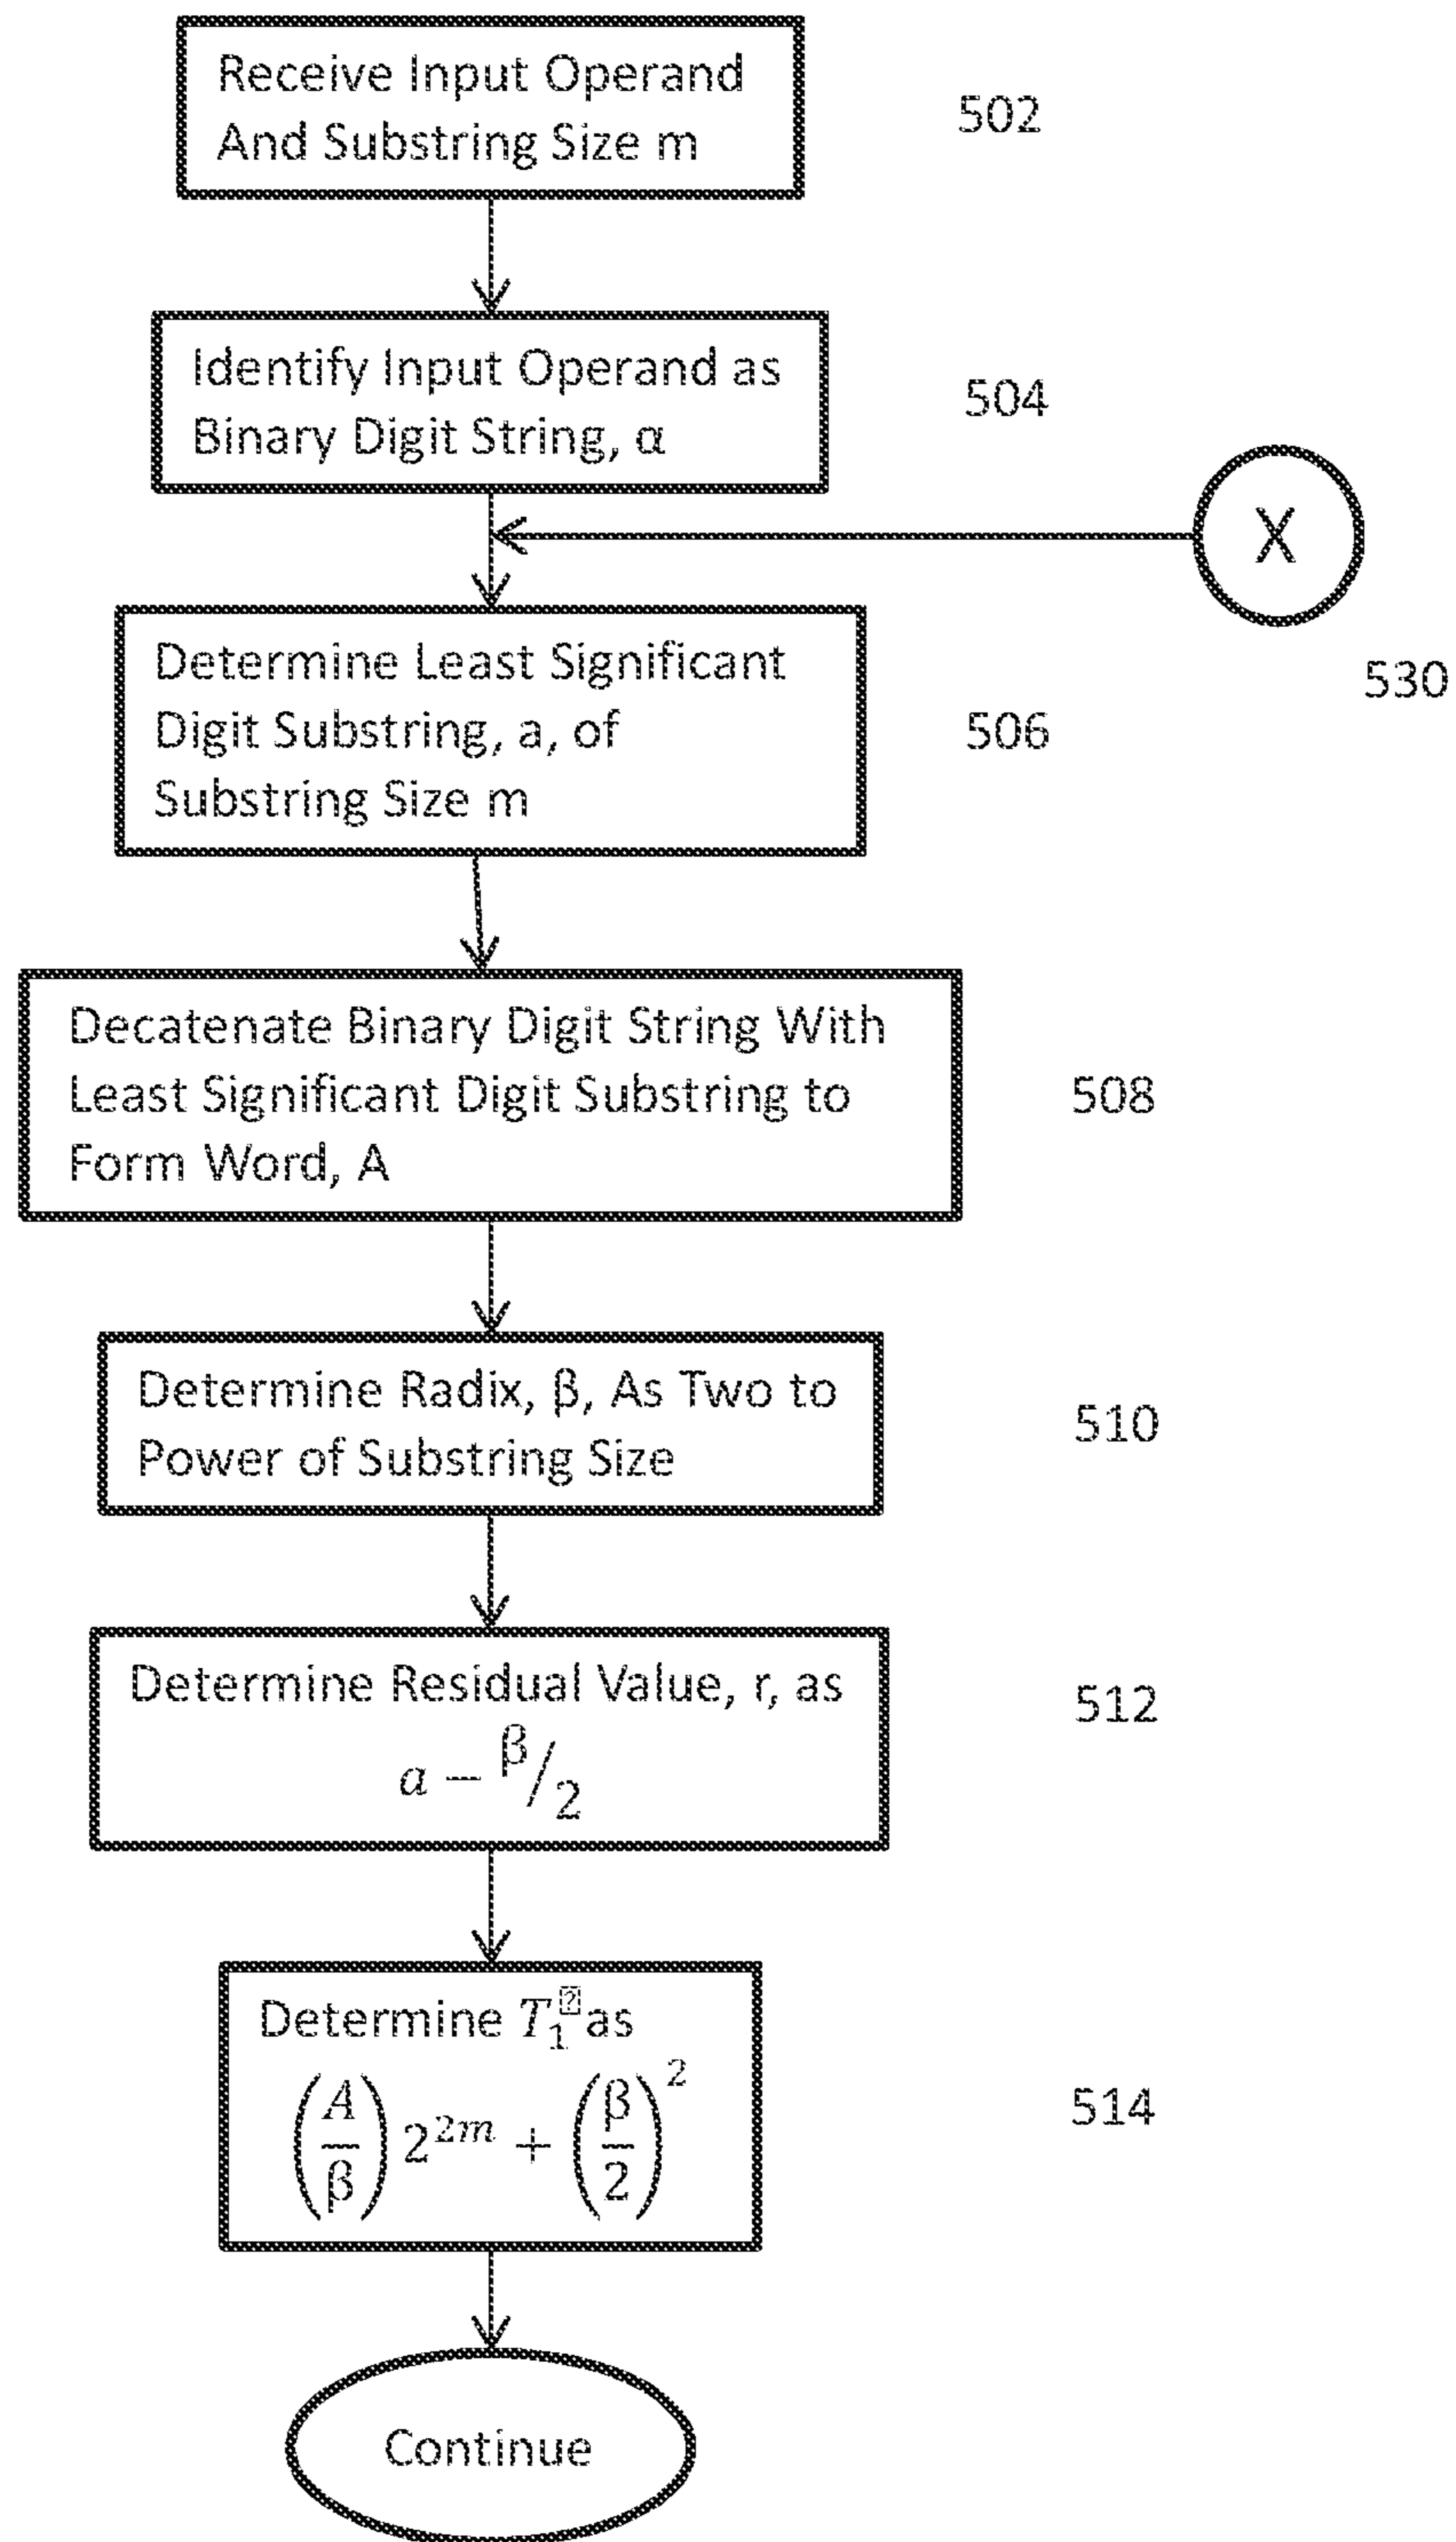 Receive Input Operand
And Substring Size m
502
Identify Input Operand as
Binary Digit String, α
504
X
530
Determine Least Significant
Digit Substring, a, of
Substring Size m
506
Decatenate Binary Digit String With
Least Significant Digit Substring to
Form Word, A
508
Determine Radix, β, As Two to
Power of Substring Size
510
Determine Residual Value, r, as
a − β/2
512
Determine T₁⍰ as
(A/β) 2^{2m} + (β/2)^2
514
Continue